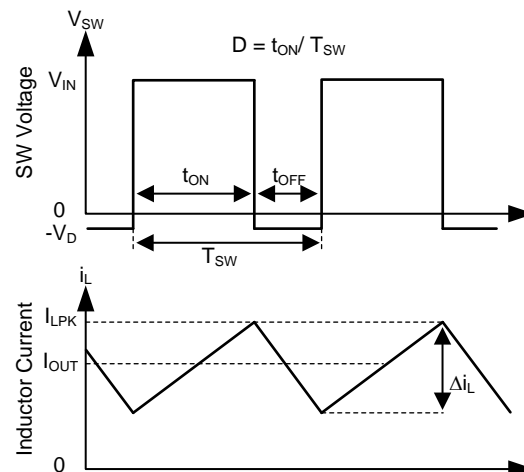 V_SW
D = t_ON / T_SW
V_IN
SW Voltage
t_ON
t_OFF
0
-V_D
T_SW
i_L
I_LPK
I_OUT
Inductor Current
Δi_L
0